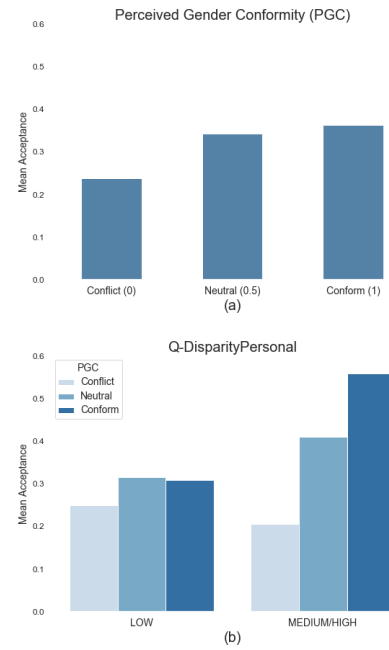 Perceived Gender Conformity (PGC)
0.6
0.5
0.4
0.3
0.2
0.1
0.0
Mean Acceptance
Conflict (0) Neutral (0.5) Conform (1)
(a)
Q-DisparityPersonal
0.6
0.5
0.4
0.3
0.2
0.1
0.0
Mean Acceptance
PGC
Conflict
Neutral
Conform
LOW MEDIUM/HIGH
(b)